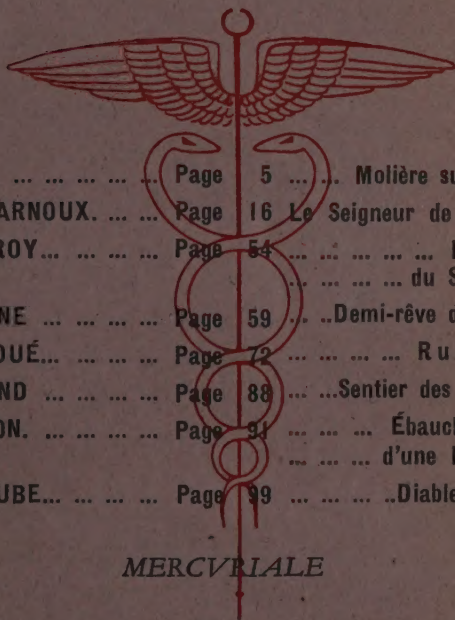 ... ... ... ... ... Page 5 ... ... Molière su
ARNOUX. ... ... Page 16 Le Seigneur de
ROY... ... ... ... Page 54 ... ... ... ... ...
... ... ... ... du S
NE ... ... ... ... Page 59 ... ..Demi-rêve d
OUÉ... ... ... ... Page 72 ... ... ... ... Ru
ND ... ... ... ... Page 88 ... ...Sentier des
ON. ... ... ... ... Page 91 ... ... ... Ébauch
... ... ... d'une
UBE... ... ... ... Page 99 ... ... ... ..Diable
MERCVRIALE